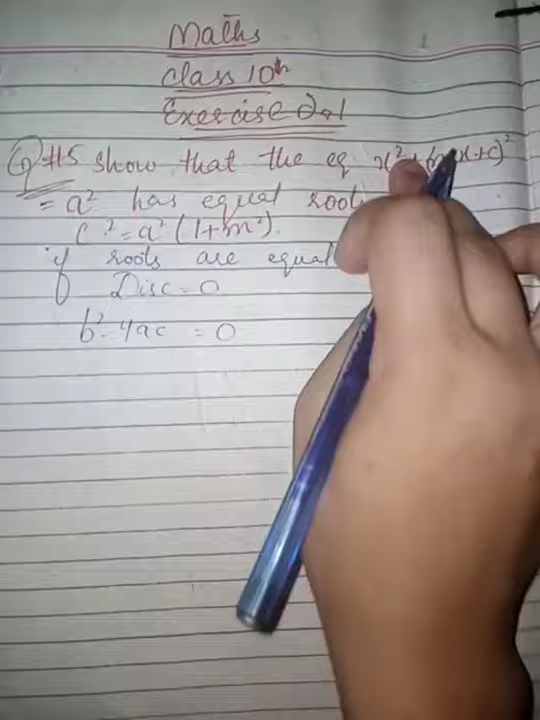 Maths
Class 10th
Exercise 2.1
Q#5 show that the eq x²+(mx+c)²
= a² has equal roots
c² = a² (1+m²).
if roots are equal
Disc = 0
b²-4ac = 0